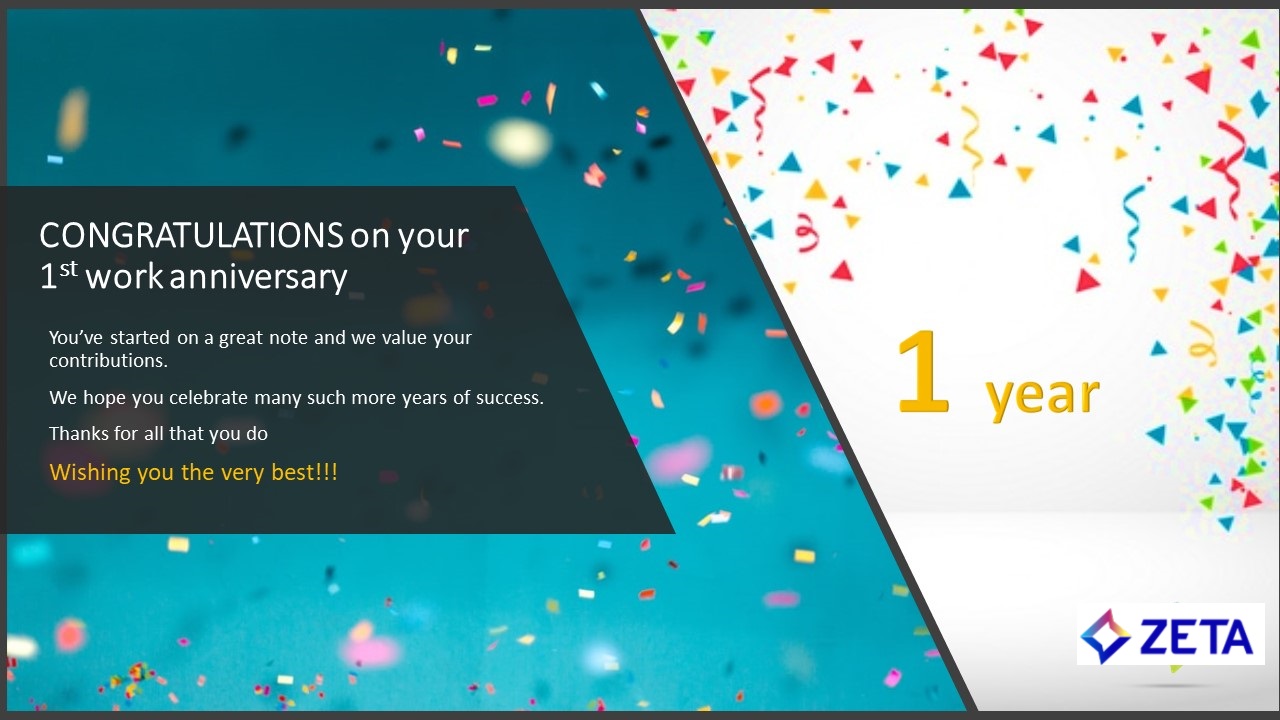 CONGRATULATIONS on your
1st work anniversary
You’ve started on a great note and we value your
contributions.
We hope you celebrate many such more years of success.
Thanks for all that you do
Wishing you the very best!!!
1 year
ZETA